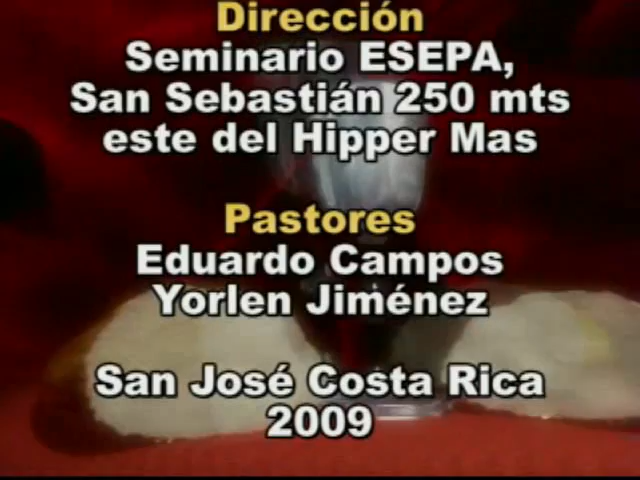 Dirección
Seminario ESEPA,
San Sebastián 250 mts
este del Hipper Mas
Pastores
Eduardo Campos
Yorlen Jiménez
San José Costa Rica
2009